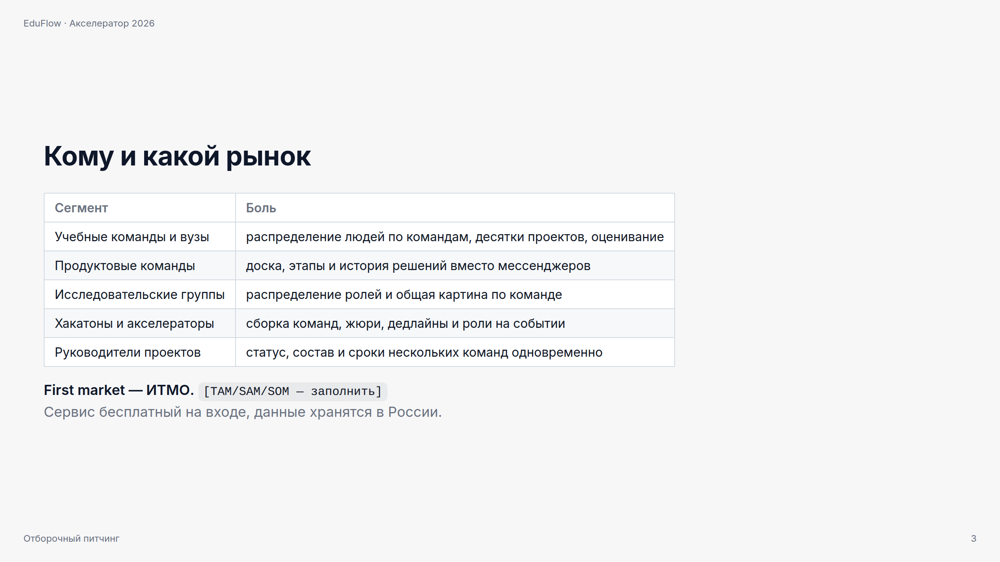 EduFlow · Акселератор 2026
Кому и какой рынок
Сегмент Боль
Учебные команды и вузы распределение людей по командам, десятки проектов, оценивание
Продуктовые команды доска, этапы и история решений вместо мессенджеров
Исследовательские группы распределение ролей и общая картина по команде
Хакатоны и акселераторы сборка команд, жюри, дедлайны и роли на событии
Руководители проектов статус, состав и сроки нескольких команд одновременно
First market — ИТМО. [TAM/SAM/SOM — заполнить]
Сервис бесплатный на входе, данные хранятся в России.
Отборочный питчинг 3